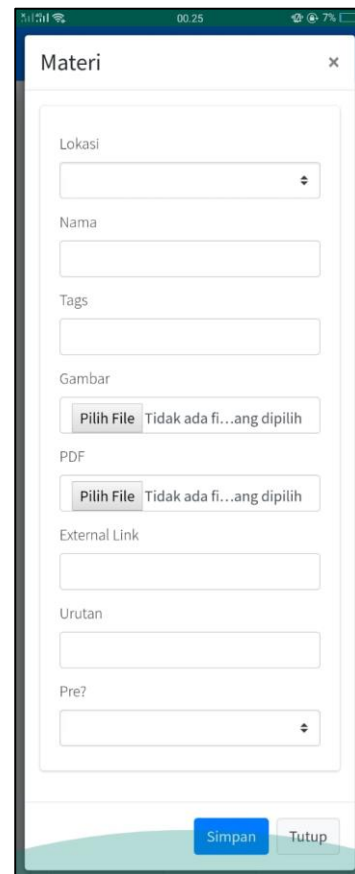 00.25
7%
Materi ×
Lokasi
Nama
Tags
Gambar
Pilih File Tidak ada fi...ang dipilih
PDF
Pilih File Tidak ada fi...ang dipilih
External Link
Urutan
Pre?
Simpan Tutup